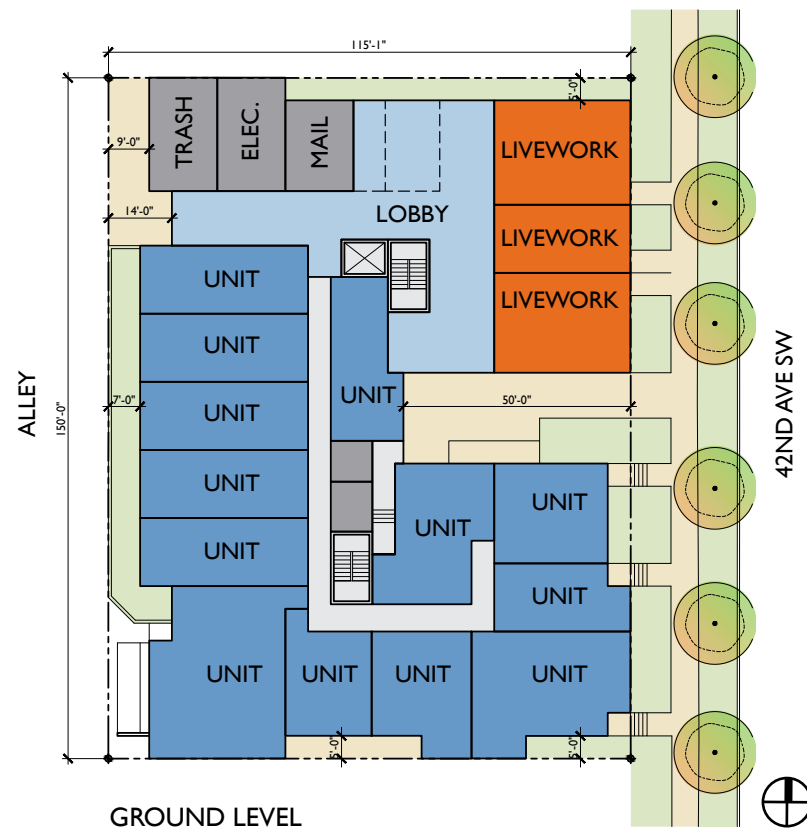 115'-1"
5'-0"
TRASH
ELEC.
MAIL
LIVEWORK
9'-0"
14'-0"
LOBBY
LIVEWORK
UNIT
LIVEWORK
UNIT
ALLEY
150'-0"
7'-0"
UNIT
UNIT
50'-0"
42ND AVE SW
UNIT
UNIT
UNIT
UNIT
UNIT
UNIT
UNIT
UNIT
UNIT
5'-0"
5'-0"
GROUND LEVEL